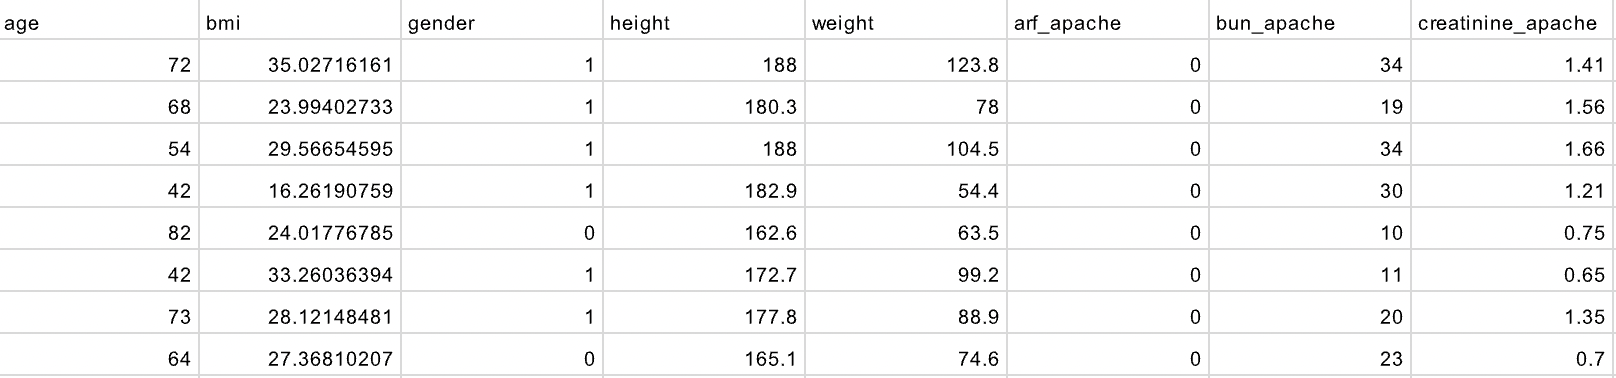 age bmi gender height weight arf_apache bun_apache creatinine_apache
72 35.02716161 1 188 123.8 0 34 1.41
68 23.99402733 1 180.3 78 0 19 1.56
54 29.56654595 1 188 104.5 0 34 1.66
42 16.26190759 1 182.9 54.4 0 30 1.21
82 24.01776785 0 162.6 63.5 0 10 0.75
42 33.26036394 1 172.7 99.2 0 11 0.65
73 28.12148481 1 177.8 88.9 0 20 1.35
64 27.36810207 0 165.1 74.6 0 23 0.7